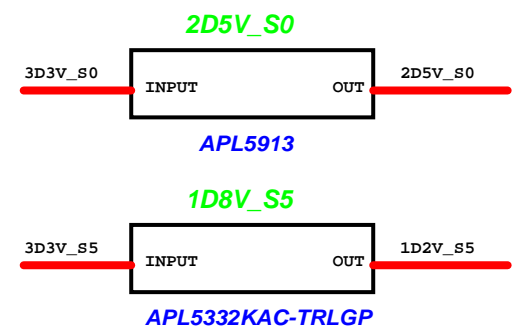 2D5V_S0
3D3V_S0
INPUT
OUT
2D5V_S0
APL5913
1D8V_S5
3D3V_S5
INPUT
OUT
1D2V_S5
APL5332KAC-TRLGP